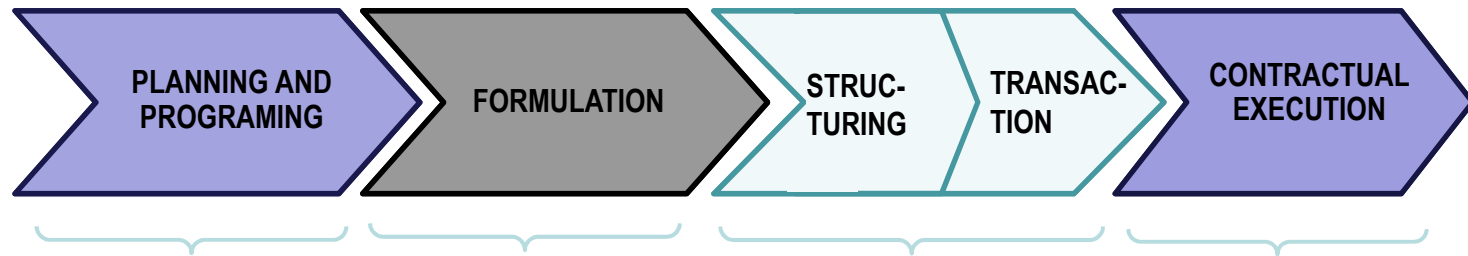 PLANNING AND
PROGRAMING
FORMULATION
STRUC-
TURING
TRANSAC-
TION
CONTRACTUAL
EXECUTION